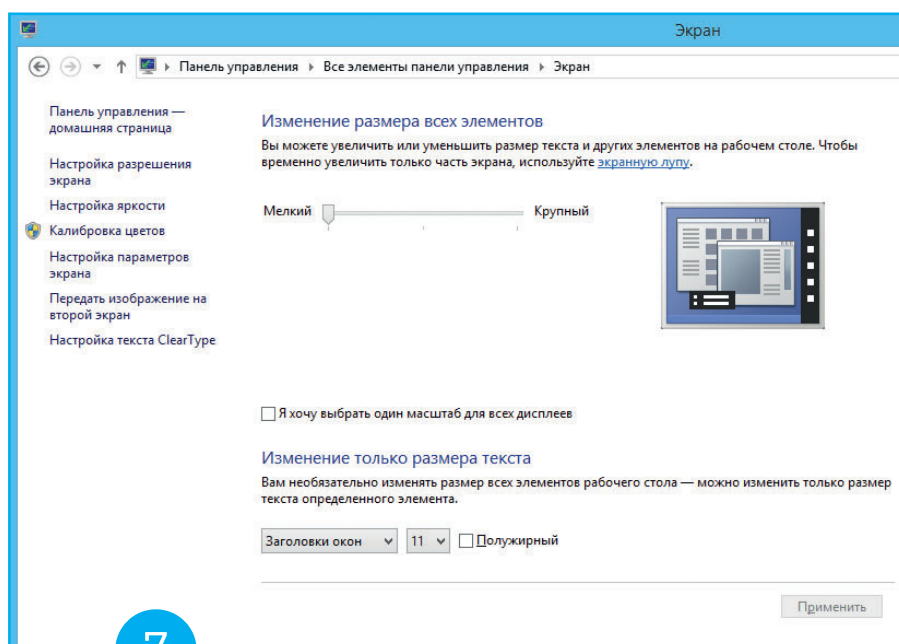 Экран
Панель управления ▸ Все элементы панели управления ▸ Экран
Панель управления —
домашняя страница
Настройка разрешения
экрана
Настройка яркости
Калибровка цветов
Настройка параметров
экрана
Передать изображение на
второй экран
Настройка текста ClearType
Изменение размера всех элементов
Вы можете увеличить или уменьшить размер текста и других элементов на рабочем столе. Чтобы
временно увеличить только часть экрана, используйте экранную лупу.
Мелкий Крупный
Я хочу выбрать один масштаб для всех дисплеев
Изменение только размера текста
Вам необязательно изменять размер всех элементов рабочего стола — можно изменить только размер
текста определенного элемента.
Заголовки окон 11 Полужирный
Применить
7